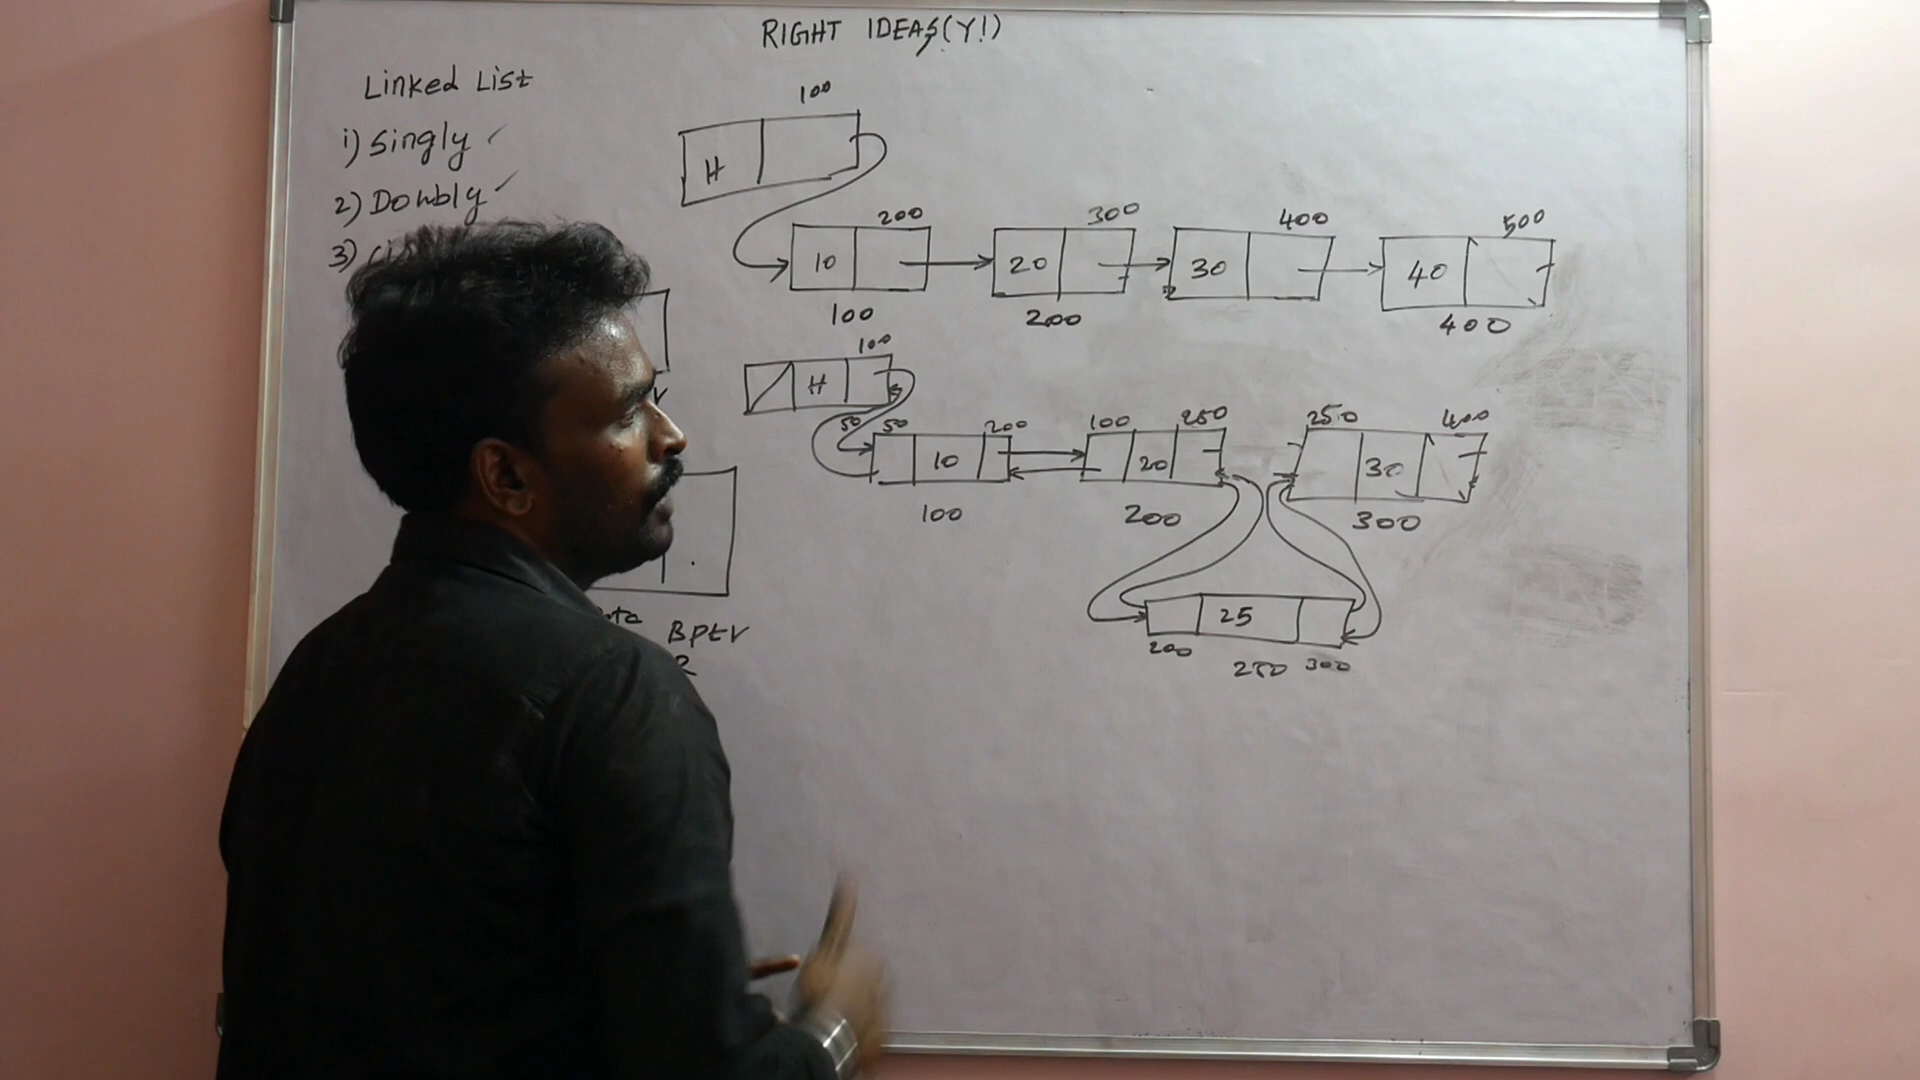 RIGHT IDEAS(Y!)
Linked List
i) Singly ✓
2) Doubly ✓
3)
100
H
200 300 400 500
10 20 30 40
100 200 400
100
H
50 50 200 100 250 250 400
10 20 30
100 200 300
25
200 250 300
BPtr